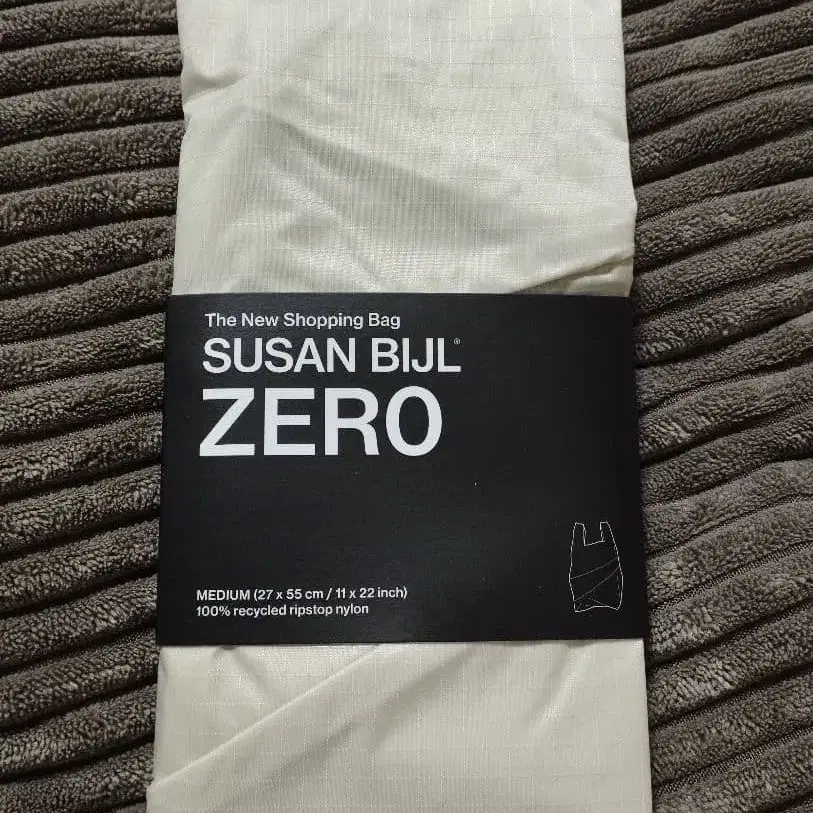 The New Shopping Bag
SUSAN BIJL®
ZERO
MEDIUM (27 x 55 cm / 11 x 22 inch)
100% recycled ripstop nylon